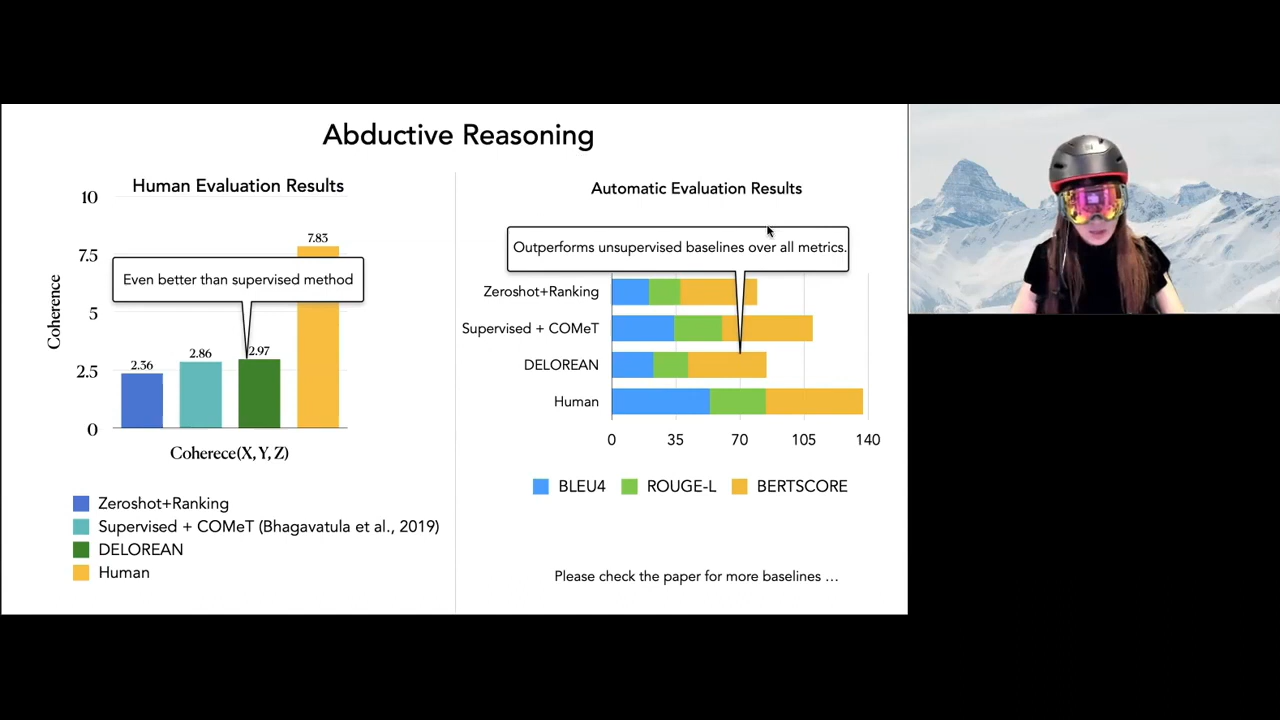 Abductive Reasoning
Human Evaluation Results
10
7.5
5
2.5
0
Coherence
Even better than supervised method
2.36
2.86
2.97
7.83
Coherece(X, Y, Z)
Zeroshot+Ranking
Supervised + COMeT (Bhagavatula et al., 2019)
DELOREAN
Human
Automatic Evaluation Results
Outperforms unsupervised baselines over all metrics.
Zeroshot+Ranking
Supervised + COMeT
DELOREAN
Human
0 35 70 105 140
BLEU4 ROUGE-L BERTSCORE
Please check the paper for more baselines …